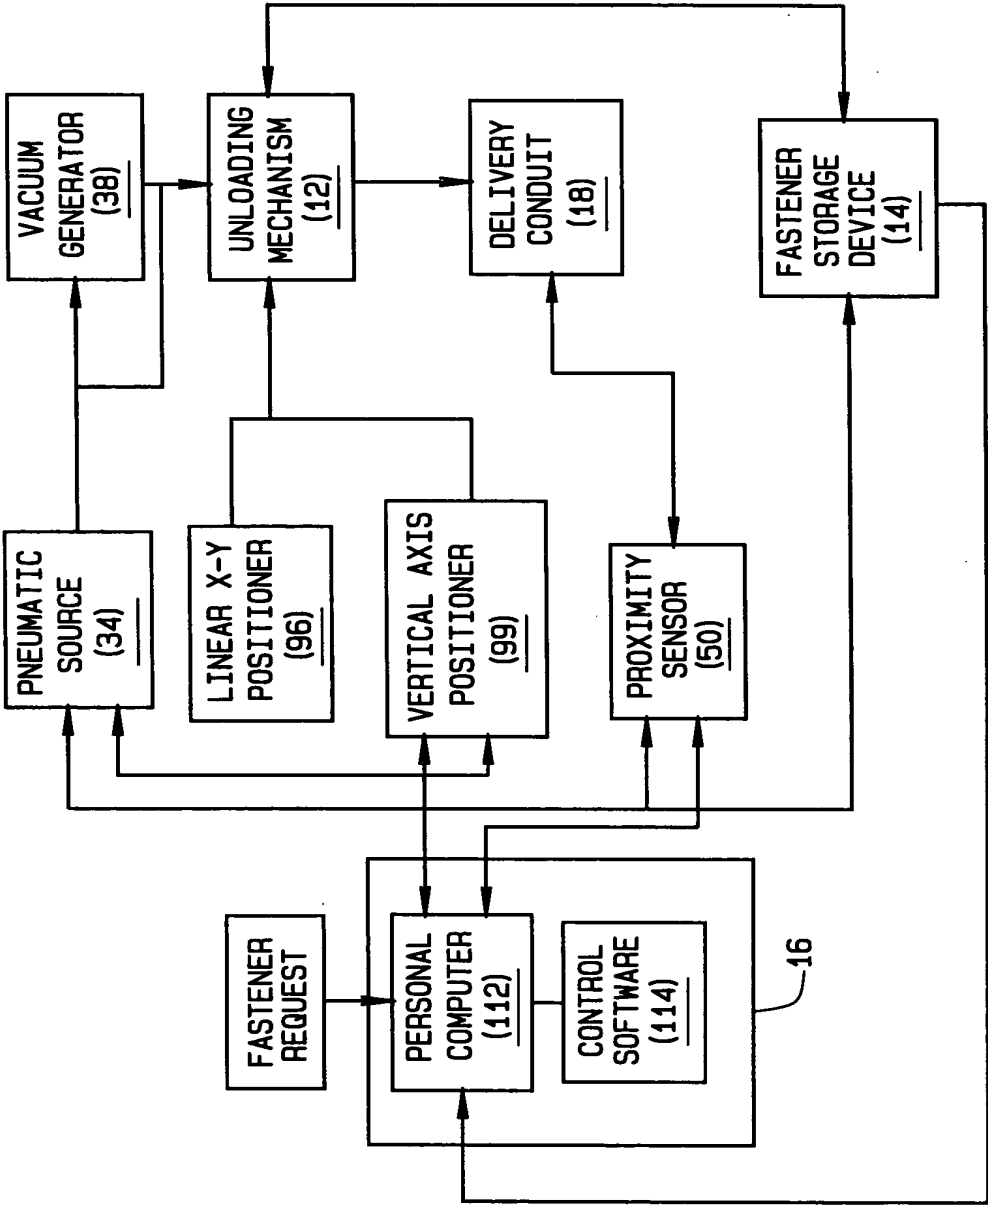 FASTENER
REQUEST
PERSONAL
COMPUTER
(112)
CONTROL
SOFTWARE
(114)
16
PNEUMATIC
SOURCE
(34)
LINEAR X-Y
POSITIONER
(96)
VERTICAL AXIS
POSITIONER
(99)
PROXIMITY
SENSOR
(50)
VACUUM
GENERATOR
(38)
UNLOADING
MECHANISM
(12)
DELIVERY
CONDUIT
(18)
FASTENER
STORAGE
DEVICE
(14)